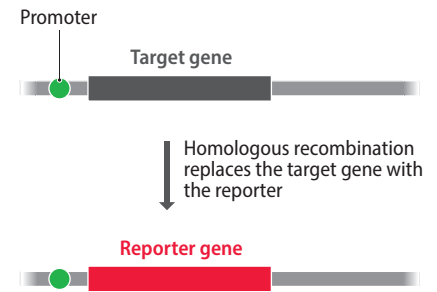 Promoter
Target gene
Homologous recombination
replaces the target gene with
the reporter
Reporter gene